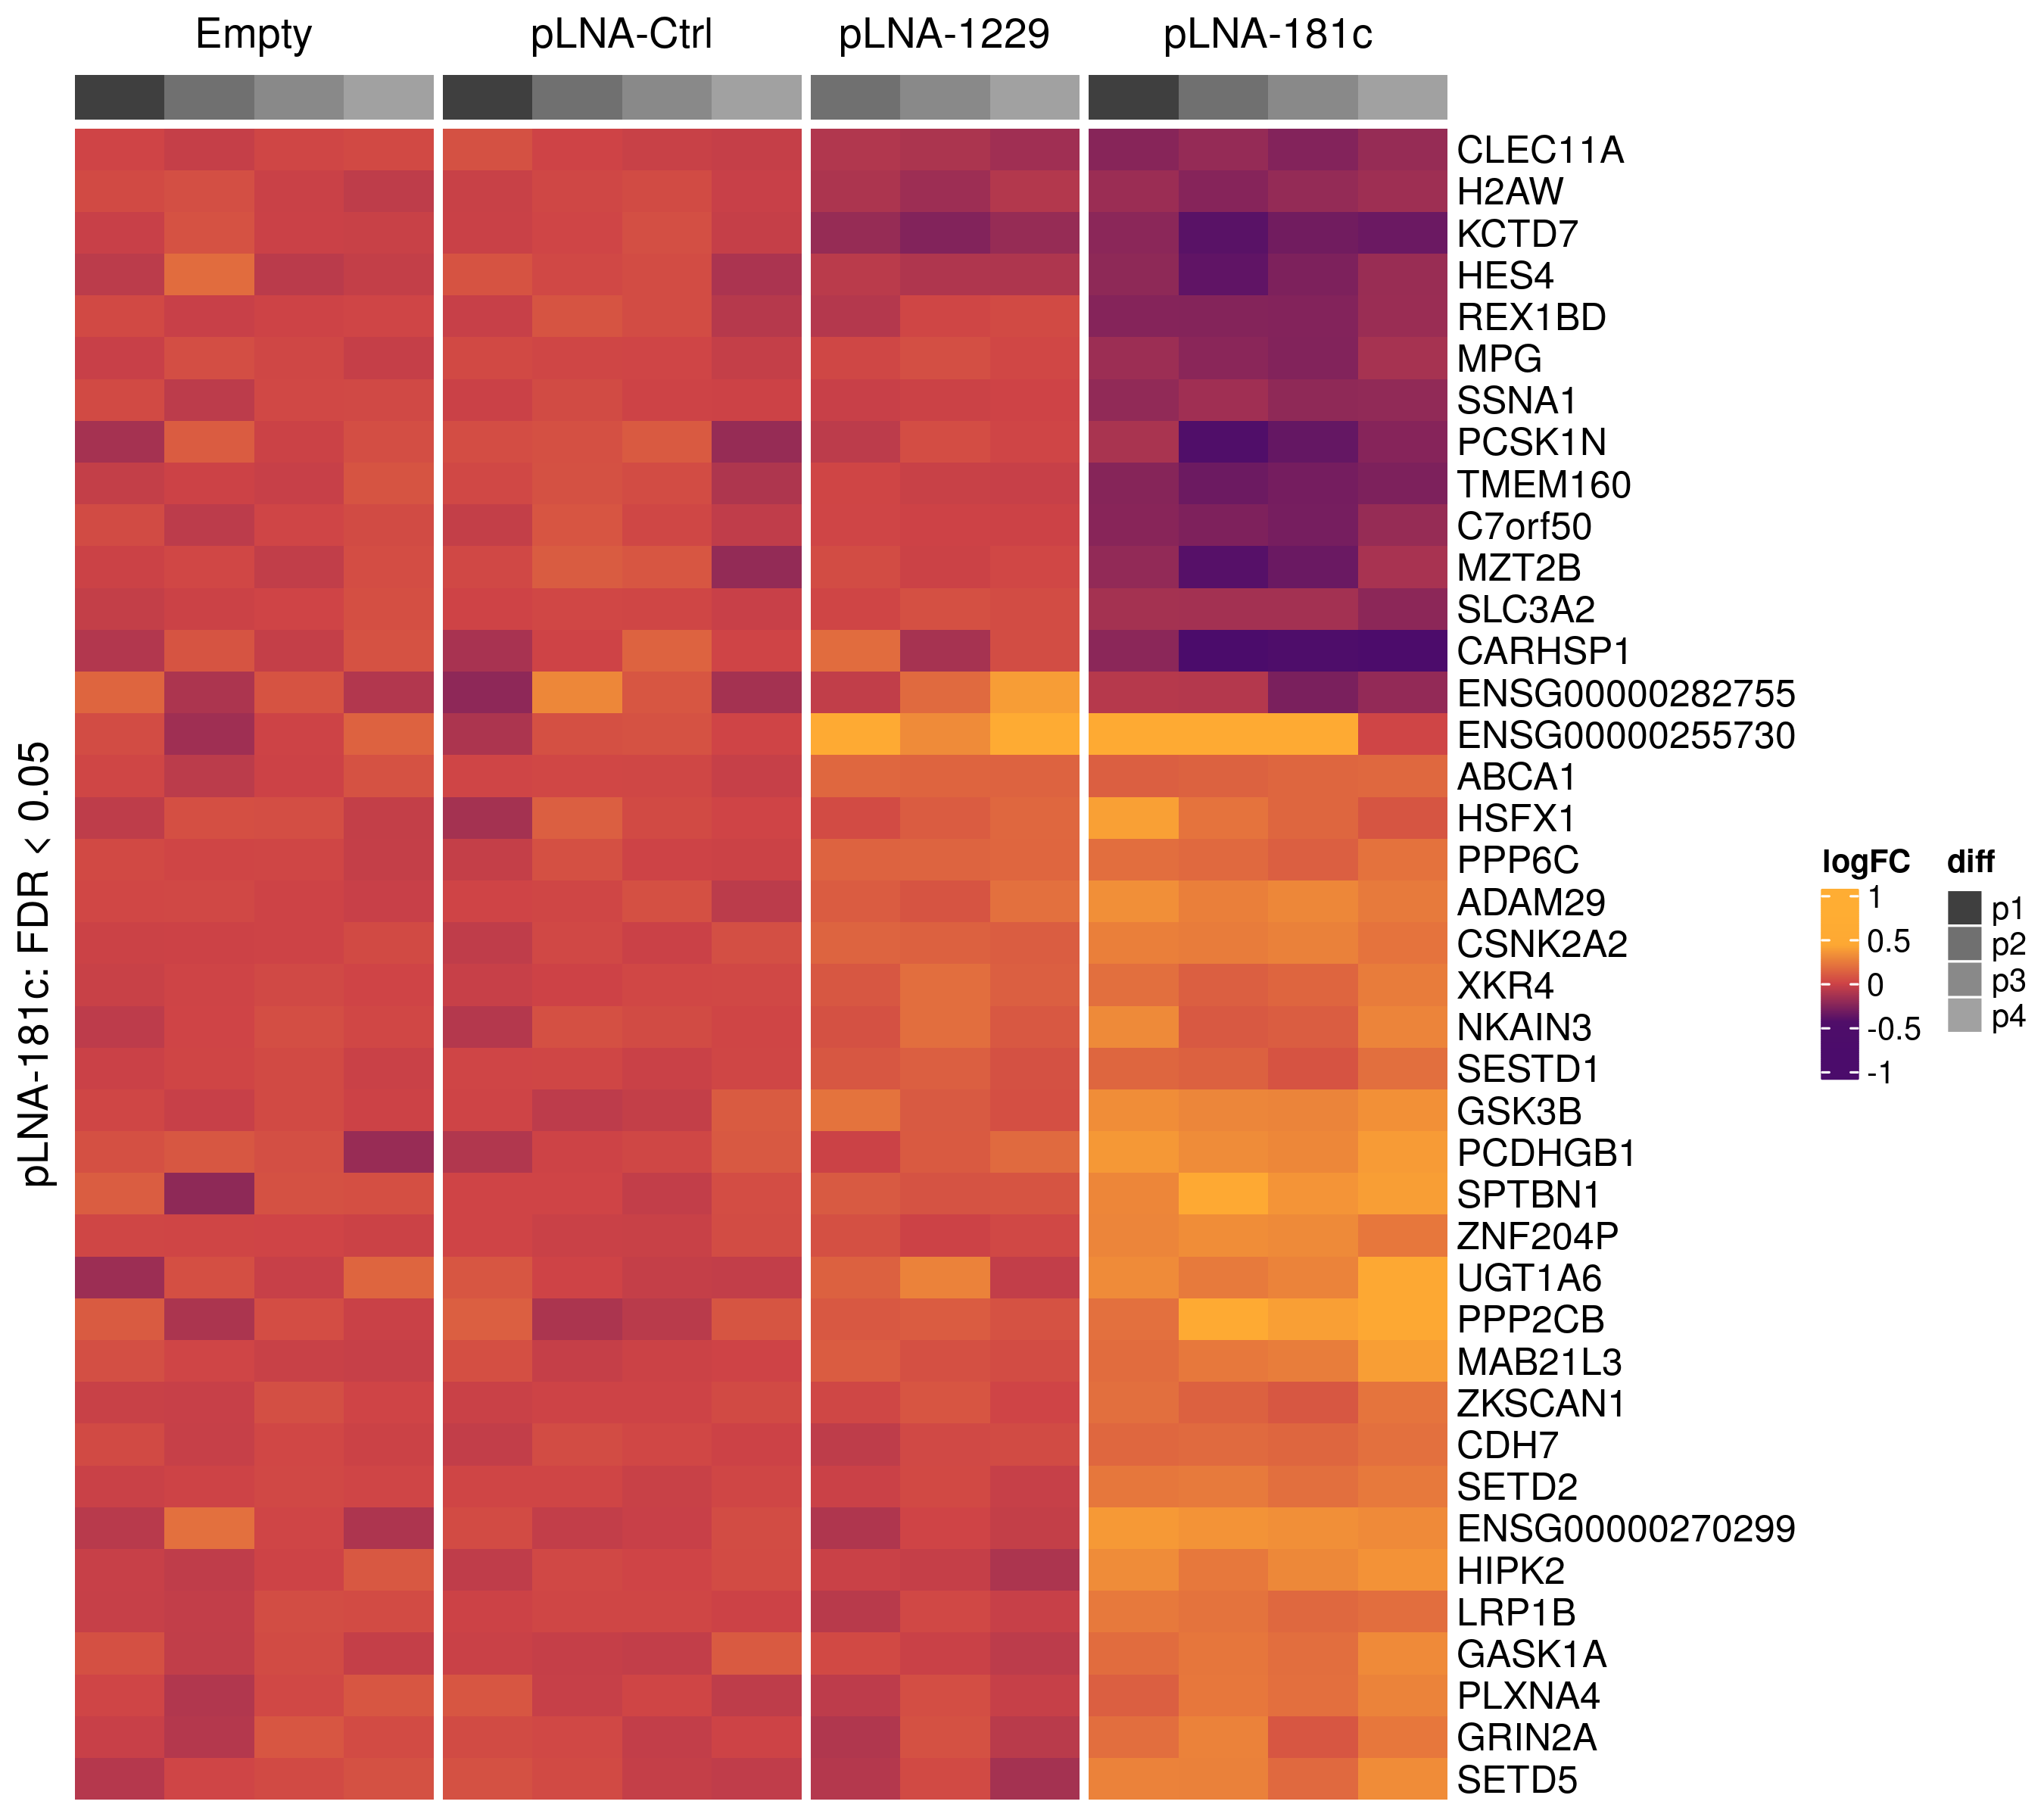 Empty
pLNA-Ctrl
pLNA-1229
pLNA-181c
pLNA-181c: FDR < 0.05
CLEC11A
H2AW
KCTD7
HES4
REX1BD
MPG
SSNA1
PCSK1N
TMEM160
C7orf50
MZT2B
SLC3A2
CARHSP1
ENSG00000282755
ENSG00000255730
ABCA1
HSFX1
PPP6C
ADAM29
CSNK2A2
XKR4
NKAIN3
SESTD1
GSK3B
PCDHGB1
SPTBN1
ZNF204P
UGT1A6
PPP2CB
MAB21L3
ZKSCAN1
CDH7
SETD2
ENSG00000270299
HIPK2
LRP1B
GASK1A
PLXNA4
GRIN2A
SETD5
logFC
1
0.5
0
-0.5
-1
diff
p1
p2
p3
p4